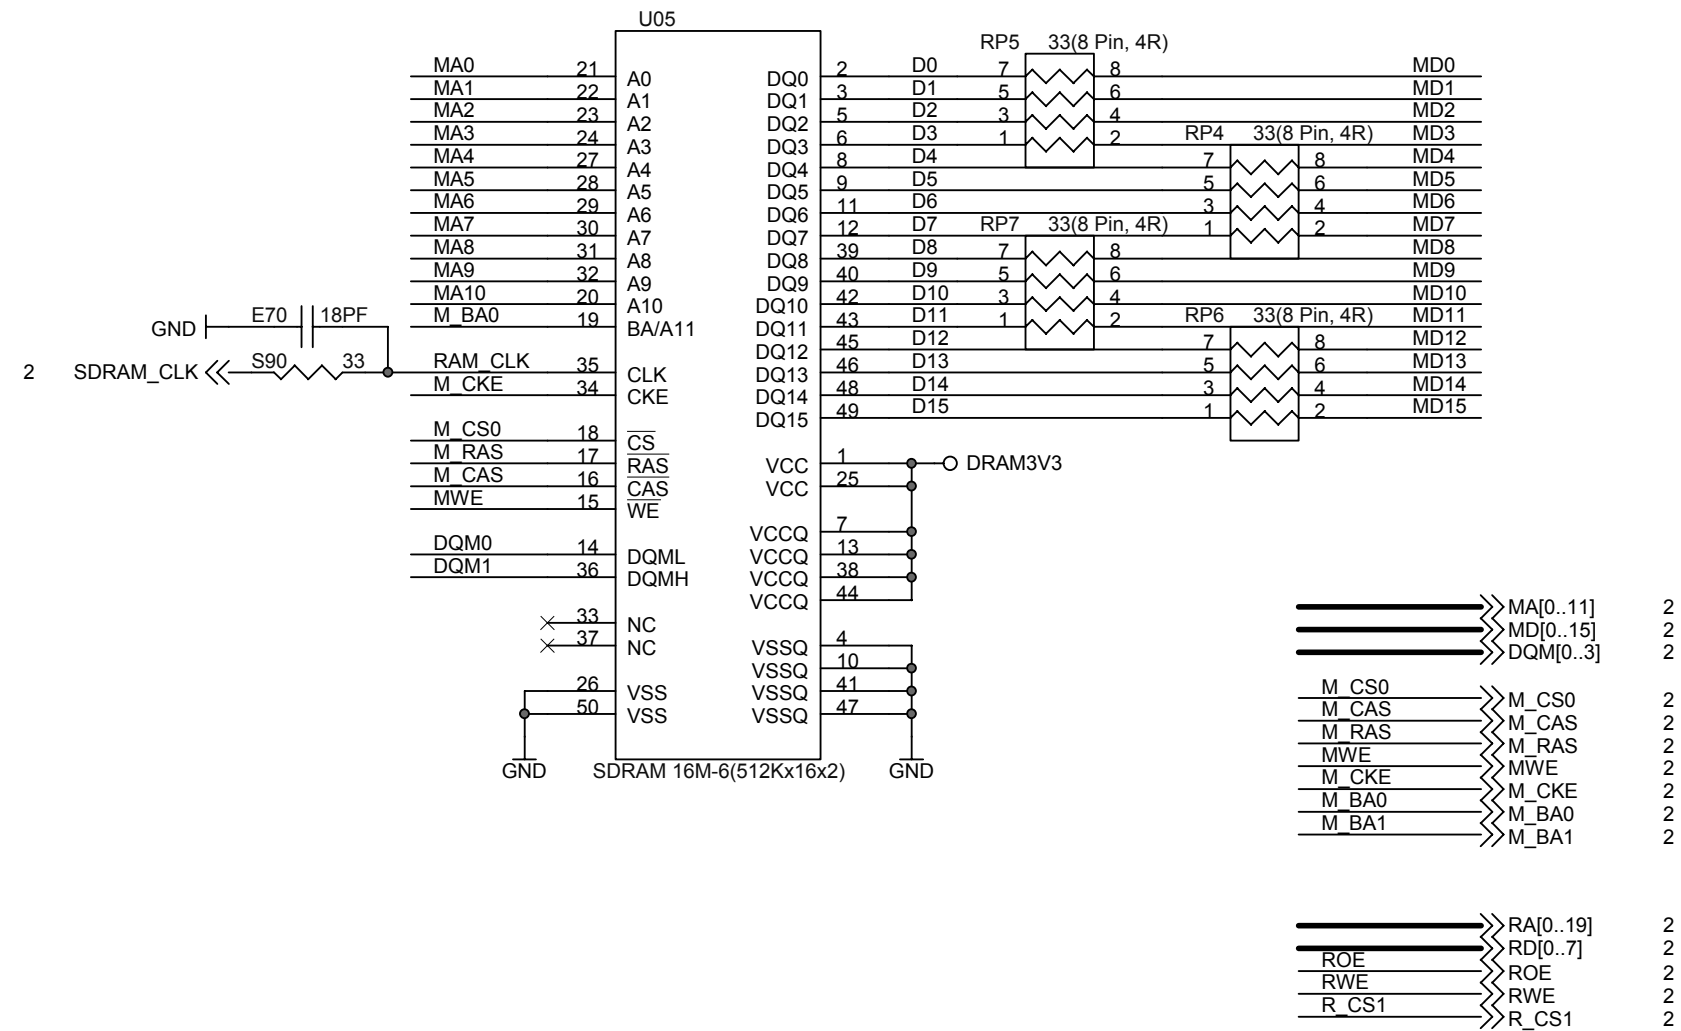 U05
RP5 33(8 Pin, 4R)
MA0 21 A0 DQ0 2 D0 7 8 MD0
MA1 22 A1 DQ1 3 D1 5 6 MD1
MA2 23 A2 DQ2 5 D2 3 4 MD2
MA3 24 A3 DQ3 6 D3 1 2 RP4 33(8 Pin, 4R) MD3
MA4 27 A4 DQ4 8 D4 7 8 MD4
MA5 28 A5 DQ5 9 D5 5 6 MD5
MA6 29 A6 DQ6 11 D6 3 4 MD6
MA7 30 A7 DQ7 12 D7 RP7 33(8 Pin, 4R) 1 2 MD7
MA8 31 A8 DQ8 39 D8 7 8 MD8
MA9 32 A9 DQ9 40 D9 5 6 MD9
MA10 20 A10 DQ10 42 D10 3 4 MD10
GND E70 18PF M_BA0 19 BA/A11 DQ11 43 D11 1 2 RP6 33(8 Pin, 4R) MD11
DQ12 45 D12 7 8 MD12
2 SDRAM_CLK S90 33 RAM_CLK 35 CLK DQ13 46 D13 5 6 MD13
M_CKE 34 CKE DQ14 48 D14 3 4 MD14
DQ15 49 D15 1 2 MD15
M_CS0 18 CS
M_RAS 17 RAS VCC 1 DRAM3V3
M_CAS 16 CAS VCC 25
MWE 15 WE
VCCQ 7
DQM0 14 DQML VCCQ 13
DQM1 36 DQMH VCCQ 38
VCCQ 44
33 NC
37 NC VSSQ 4
VSSQ 10
26 VSS VSSQ 41
50 VSS VSSQ 47
GND SDRAM 16M-6(512Kx16x2) GND
MA[0..11] 2
MD[0..15] 2
DQM[0..3] 2
M_CS0 M_CS0 2
M_CAS M_CAS 2
M_RAS M_RAS 2
MWE MWE 2
M_CKE M_CKE 2
M_BA0 M_BA0 2
M_BA1 M_BA1 2
RA[0..19] 2
RD[0..7] 2
ROE ROE 2
RWE RWE 2
R_CS1 R_CS1 2